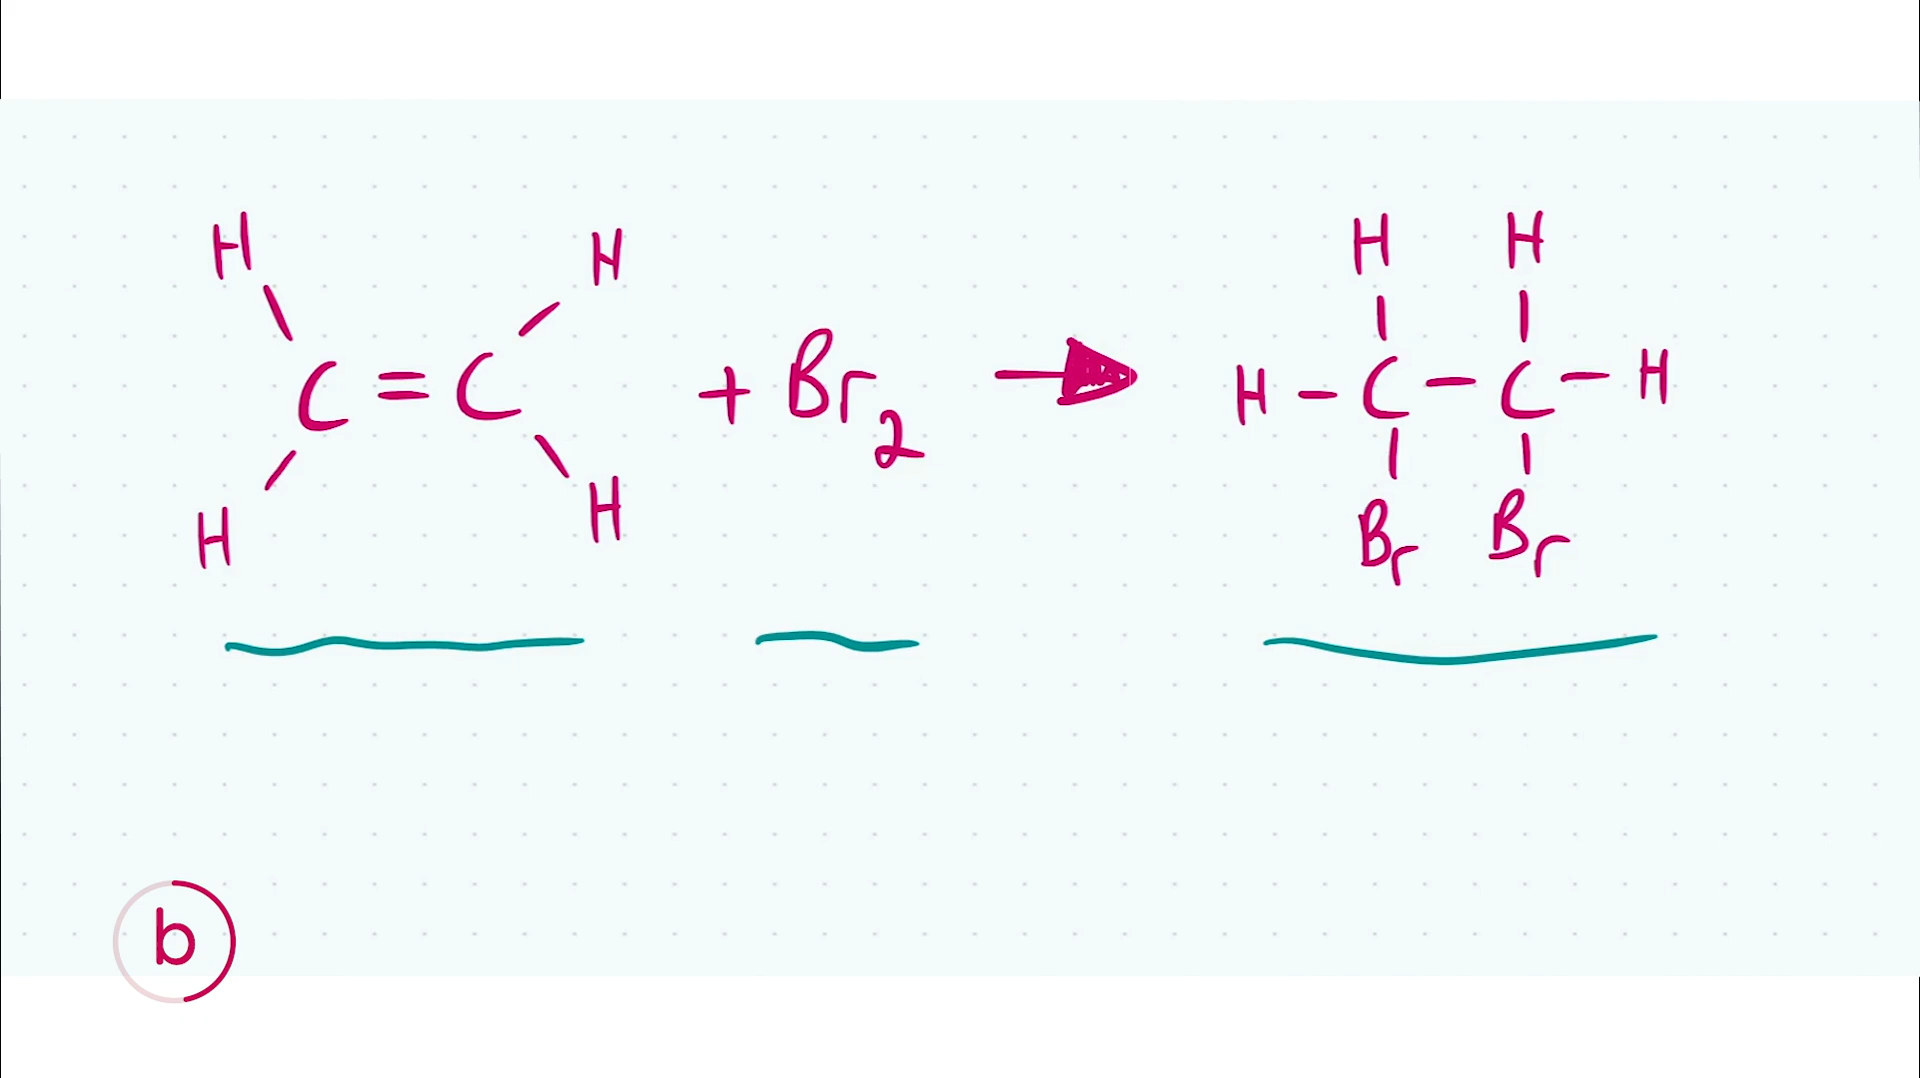 H H H H
C = C + Br2 → H - C - C - H
H H Br Br
b